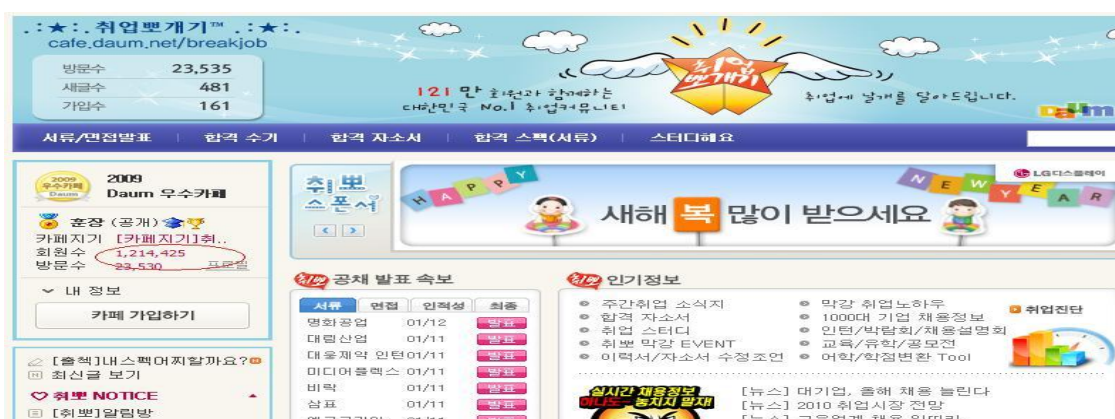 .:★:.취업뽀개기™.:★:.
cafe.daum.net/breakjob
방문수 23,535
새글수 481
가입수 161
취업뽀개기
121만 회원과 함께하는
대한민국 No.1 취업커뮤니티
취업에 날개를 달아드립니다.
Daum
서류/면접발표 | 합격 수기 | 합격 자소서 | 합격 스펙(서류) | 스터디해요
2009 우수카페 Daum
2009
Daum 우수카페
훈장 (공개)
카페지기 [카페지기]취..
회원수 1,214,425
방문수 23,530 프로필
내 정보
카페 가입하기
[출첵]내스펙어찌할까요?
최신글 보기
♡ 취뽀 NOTICE
[취뽀]알림방
취뽀
스폰서
HAPPY NEW YEAR
LG디스플레이
새해 복 많이 받으세요
취뽀 공채 발표 속보
서류 면접 인적성 최종
명화공업 01/12 발표
대림산업 01/11 발표
대웅제약 인턴 01/11 발표
미디어플렉스 01/11 발표
비락 01/11 발표
삼표 01/11 발표
취뽀 인기정보
주간취업 소식지
합격 자소서
취업 스터디
취뽀 막강 EVENT
이력서/자소서 수정조언
막강 취업노하우
1000대 기업 채용정보
인턴/박람회/채용설명회
교육/유학/공모전
어학/학점변환 Tool
취업진단
실시간 채용정보
하나도~ 놓치지 말자!
[뉴스] 대기업, 올해 채용 늘린다
[뉴스] 2010 취업시장 전망